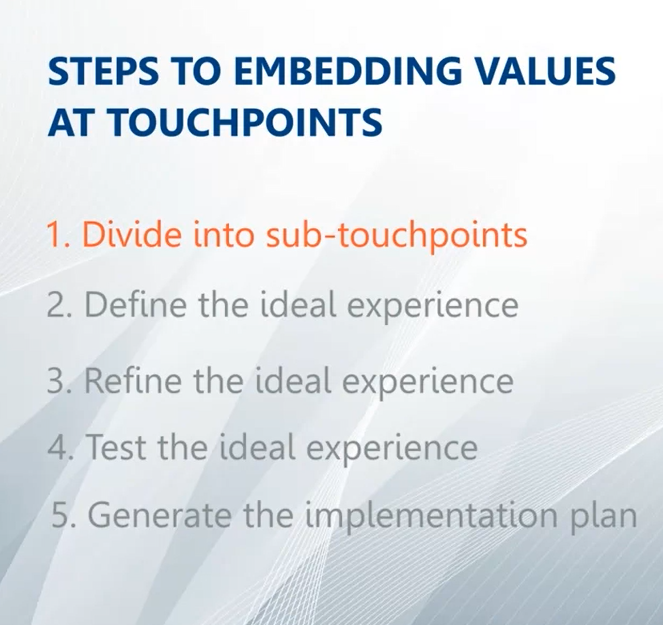 STEPS TO EMBEDDING VALUES
AT TOUCHPOINTS
1. Divide into sub-touchpoints
2. Define the ideal experience
3. Refine the ideal experience
4. Test the ideal experience
5. Generate the implementation plan